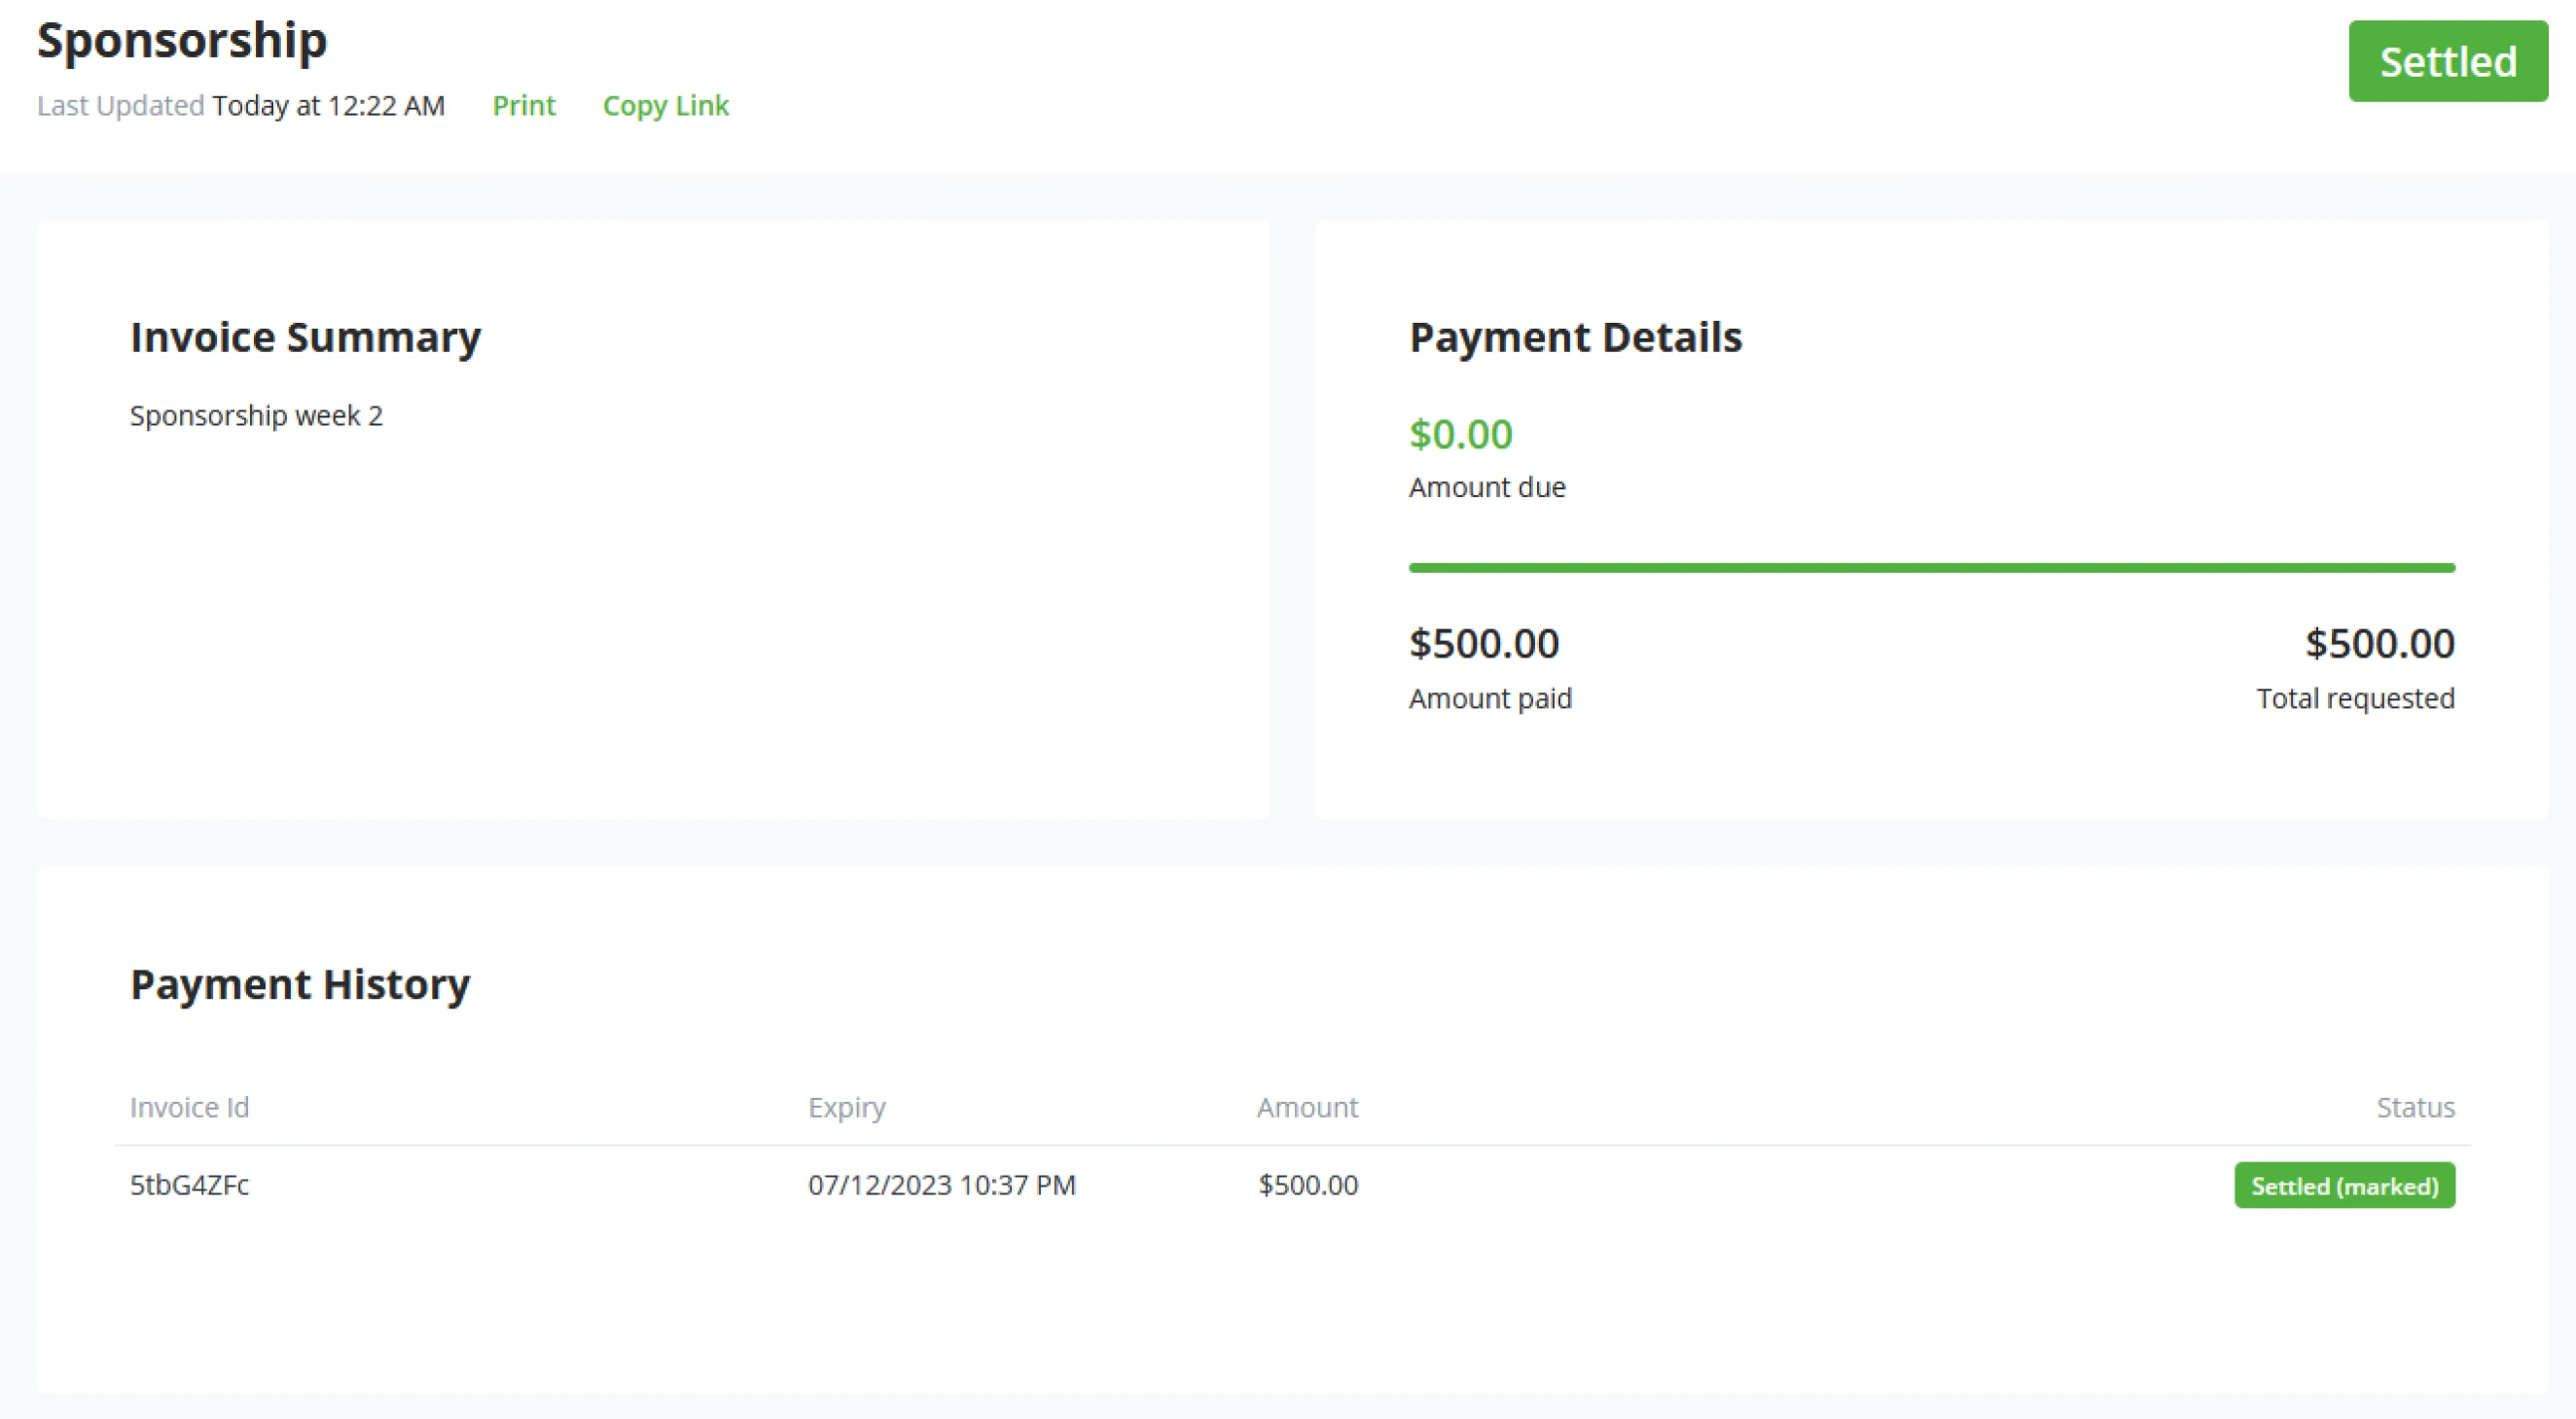 Sponsorship
Settled
Last Updated Today at 12:22 AM Print Copy Link
Invoice Summary
Sponsorship week 2
Payment Details
$0.00
Amount due
$500.00 $500.00
Amount paid Total requested
Payment History
Invoice Id Expiry Amount Status
5tbG4ZFc 07/12/2023 10:37 PM $500.00 Settled (marked)